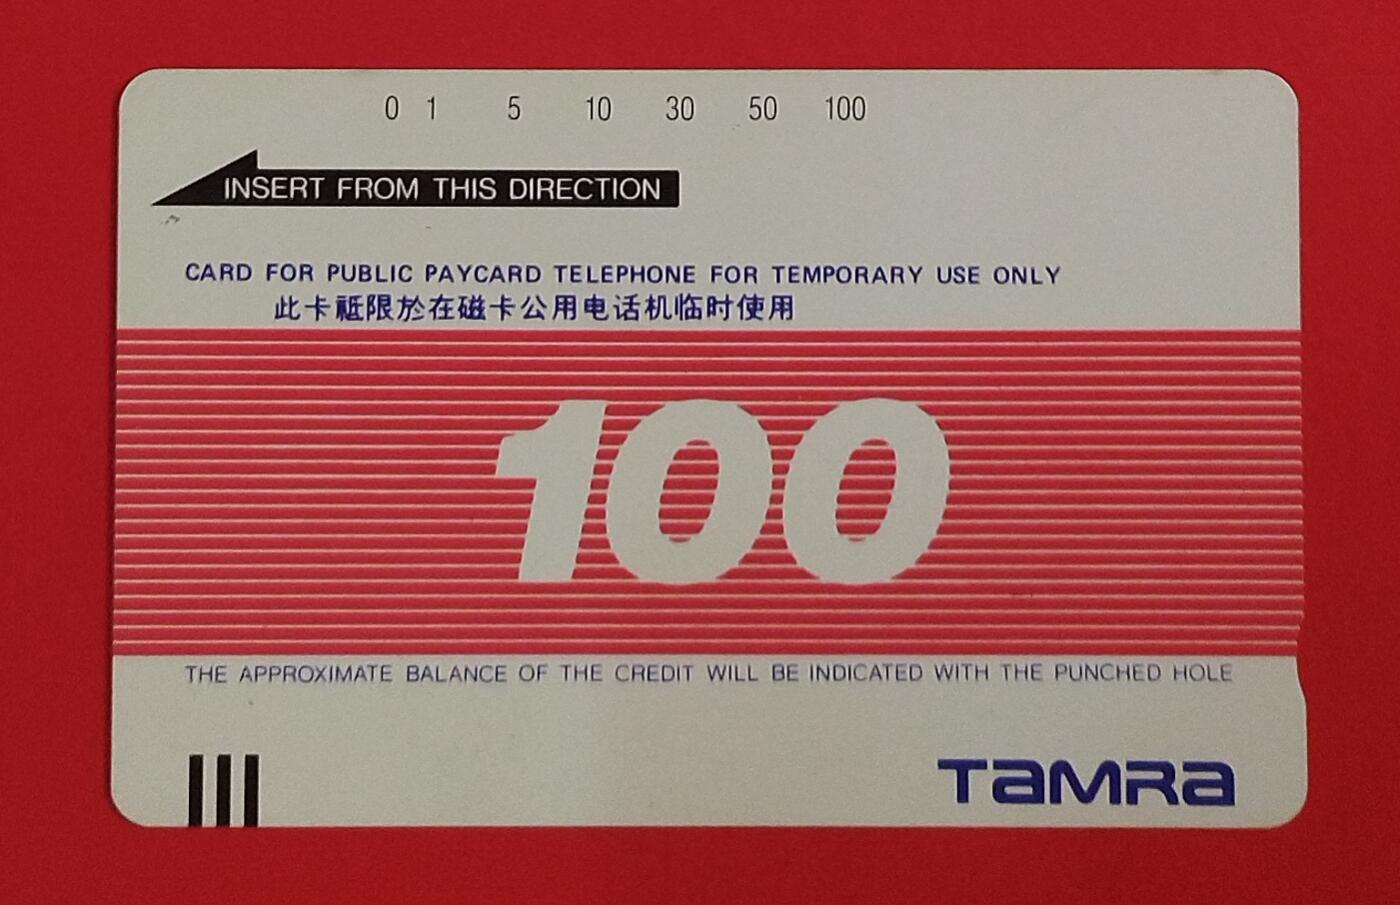 0 1 5 10 30 50 100
INSERT FROM THIS DIRECTION
CARD FOR PUBLIC PAYCARD TELEPHONE FOR TEMPORARY USE ONLY
此卡祗限於在磁卡公用电话机临时使用
100
THE APPROXIMATE BALANCE OF THE CREDIT WILL BE INDICATED WITH THE PUNCHED HOLE
TAMRA